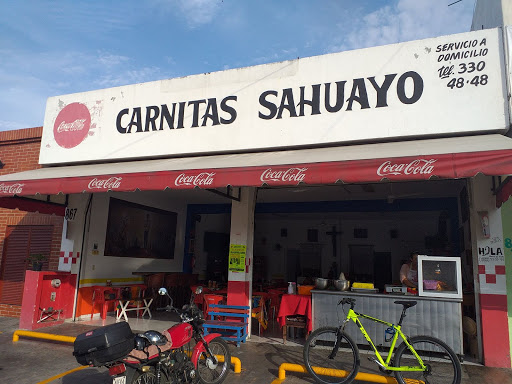 CARNITAS SAHUAYO
SERVICIO A
DOMICILIO
tel. 330
48-48
Coca-Cola
Coca-Cola
Coca-Cola
Coca-Cola
Coca-Cola
Coca-Cola
867
HOLA